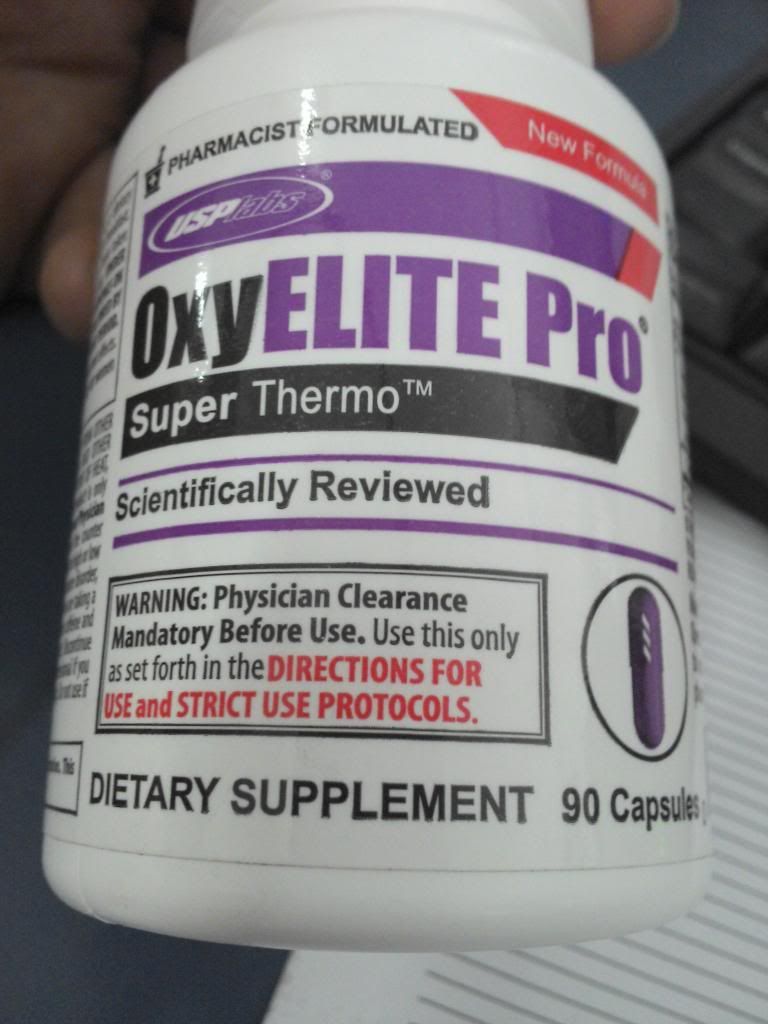 PHARMACIST FORMULATED
New Formula
USPlabs®
OxyELITE Pro®
Super Thermo™
Scientifically Reviewed
WARNING: Physician Clearance
Mandatory Before Use. Use this only
as set forth in the DIRECTIONS FOR
USE and STRICT USE PROTOCOLS.
DIETARY SUPPLEMENT 90 Capsules